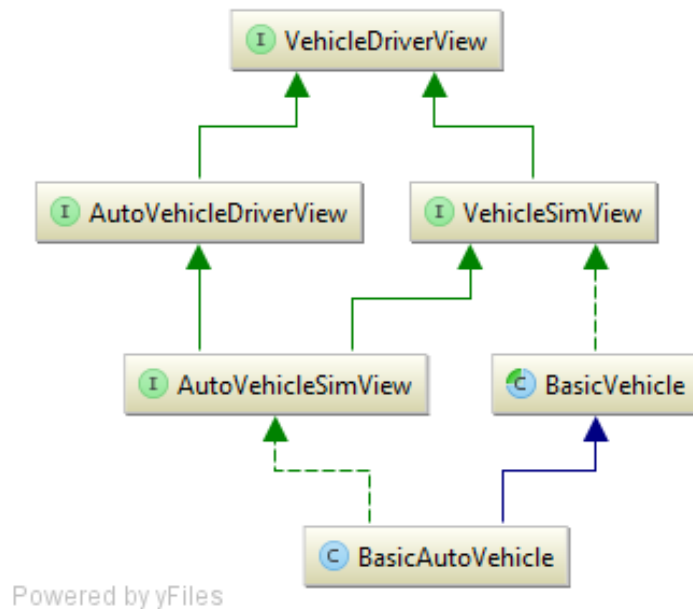 I VehicleDriverView
I AutoVehicleDriverView
I VehicleSimView
I AutoVehicleSimView
C BasicVehicle
C BasicAutoVehicle
Powered by yFiles